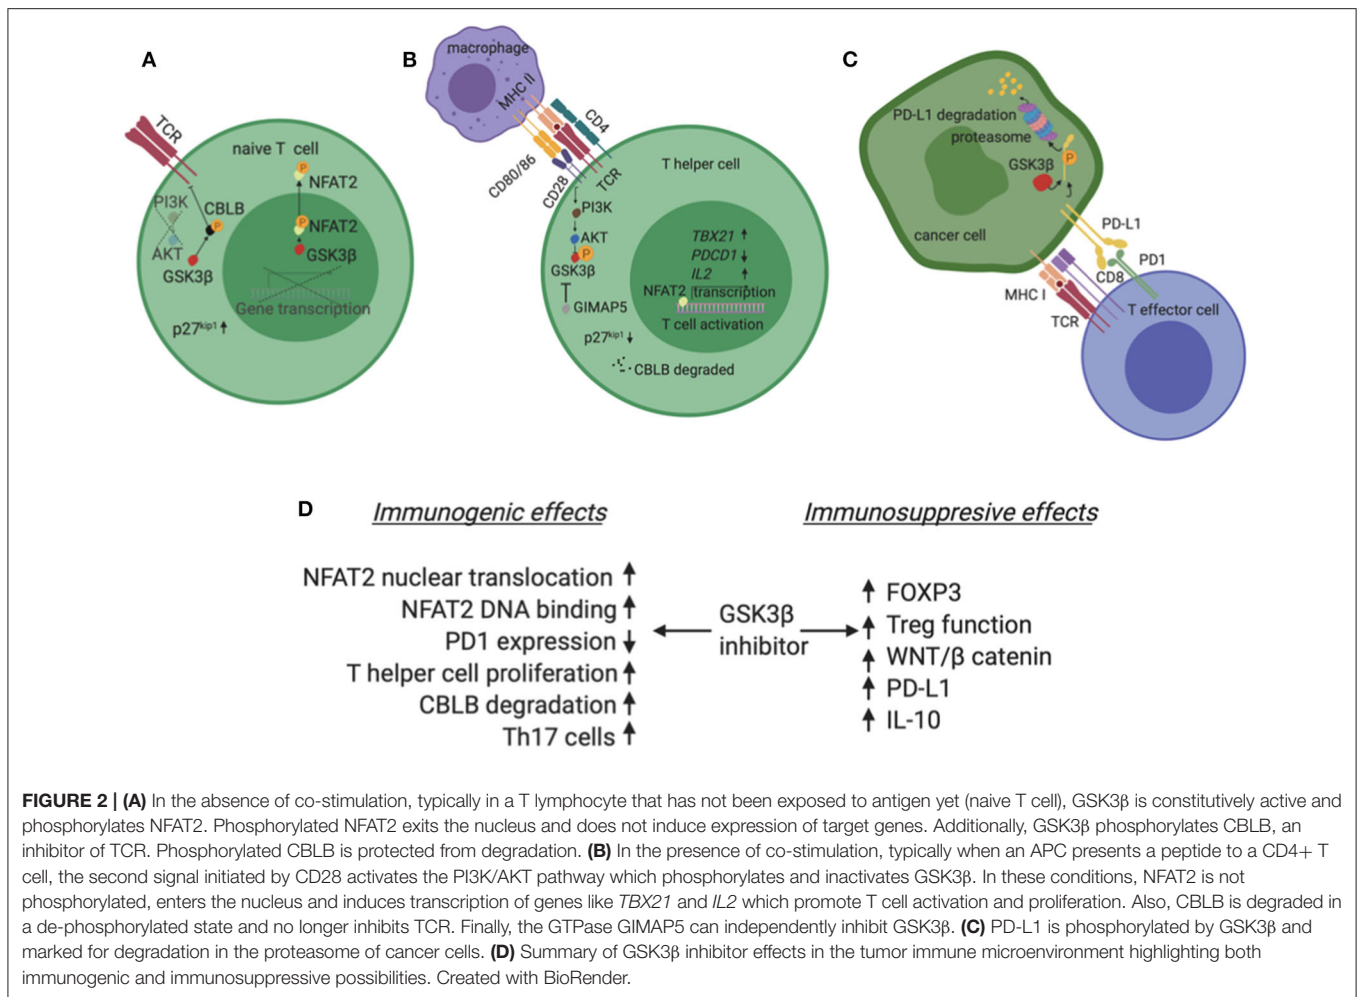 A
TCR
naive T cell
P
NFAT2
PI3K
CBLB
P
P
NFAT2
AKT
GSK3β
GSK3β
Gene transcription
p27kip1
B
macrophage
MHC II
CD4
CD80/86
CD28
TCR
T helper cell
PI3K
AKT
P
GSK3β
GIMAP5
TBX21
PDCD1
IL2
NFAT2
transcription
T cell activation
p27kip1
CBLB degraded
C
PD-L1 degradation
proteasome
GSK3β
P
cancer cell
PD-L1
PD1
CD8
MHC I
TCR
T effector cell
D
Immunogenic effects
NFAT2 nuclear translocation
NFAT2 DNA binding
PD1 expression
T helper cell proliferation
CBLB degradation
Th17 cells
GSK3β
inhibitor
Immunosuppresive effects
FOXP3
Treg function
WNT/β catenin
PD-L1
IL-10
FIGURE 2 | (A) In the absence of co-stimulation, typically in a T lymphocyte that has not been exposed to antigen yet (naive T cell), GSK3β is constitutively active and
phosphorylates NFAT2. Phosphorylated NFAT2 exits the nucleus and does not induce expression of target genes. Additionally, GSK3β phosphorylates CBLB, an
inhibitor of TCR. Phosphorylated CBLB is protected from degradation. (B) In the presence of co-stimulation, typically when an APC presents a peptide to a CD4+ T
cell, the second signal initiated by CD28 activates the PI3K/AKT pathway which phosphorylates and inactivates GSK3β. In these conditions, NFAT2 is not
phosphorylated, enters the nucleus and induces transcription of genes like TBX21 and IL2 which promote T cell activation and proliferation. Also, CBLB is degraded in
a de-phosphorylated state and no longer inhibits TCR. Finally, the GTPase GIMAP5 can independently inhibit GSK3β. (C) PD-L1 is phosphorylated by GSK3β and
marked for degradation in the proteasome of cancer cells. (D) Summary of GSK3β inhibitor effects in the tumor immune microenvironment highlighting both
immunogenic and immunosuppressive possibilities. Created with BioRender.